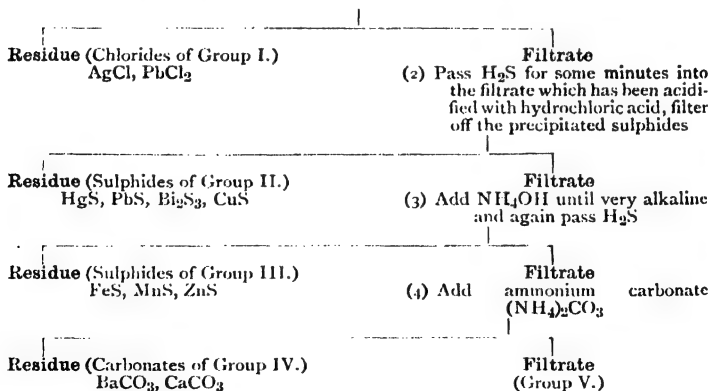 Residue (Chlorides of Group I.)
AgCl, PbCl₂
Filtrate
(2) Pass H₂S for some minutes into
the filtrate which has been acidi-
fied with hydrochloric acid, filter
off the precipitated sulphides
Residue (Sulphides of Group II.)
HgS, PbS, Bi₂S₃, CuS
Filtrate
(3) Add NH₄OH until very alkaline
and again pass H₂S
Residue (Sulphides of Group III.)
FeS, MnS, ZnS
Filtrate
(4) Add ammonium carbonate
(NH₄)₂CO₃
Residue (Carbonates of Group IV.)
BaCO₃, CaCO₃
Filtrate
(Group V.)